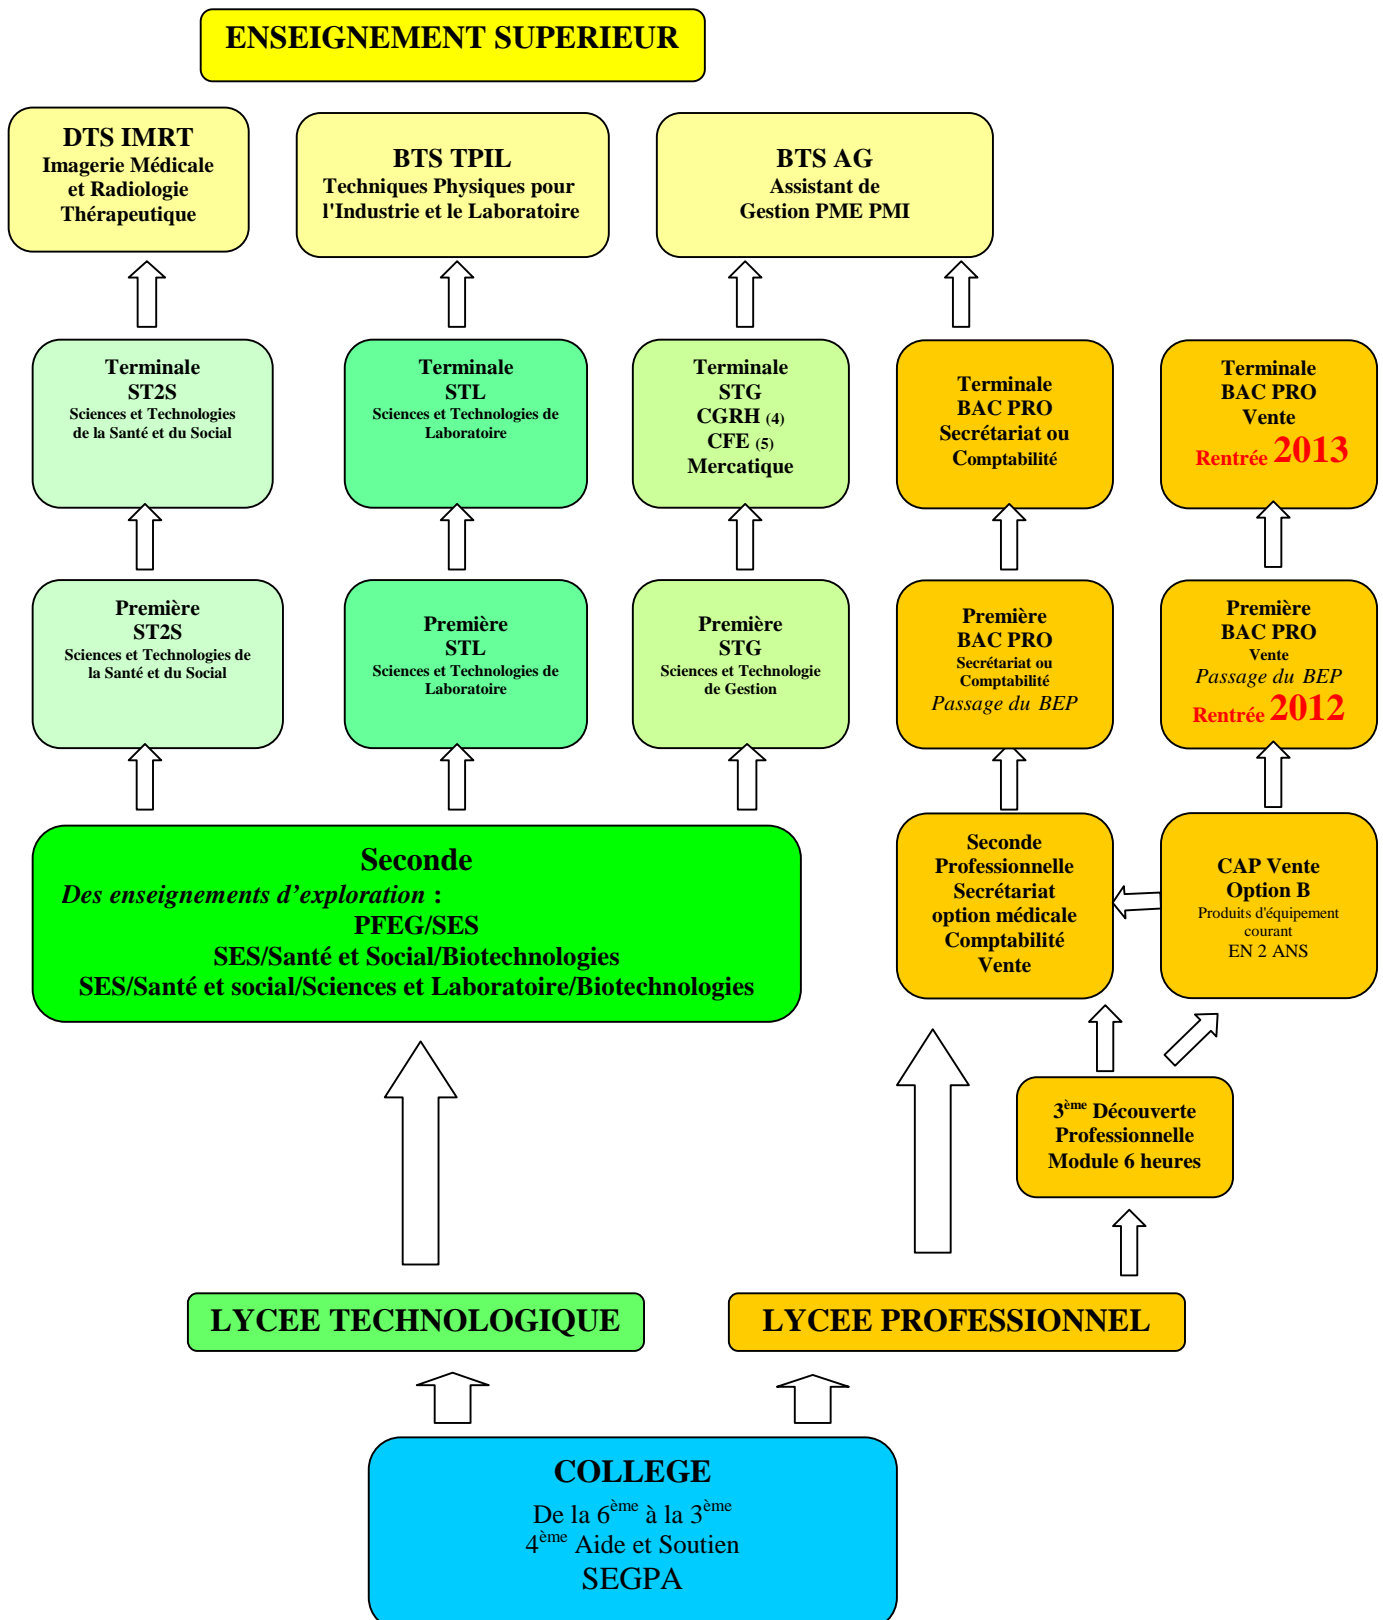 ENSEIGNEMENT SUPERIEUR
DTS IMRT
Imagerie Médicale
et Radiologie
Thérapeutique
BTS TPIL
Techniques Physiques pour
l'Industrie et le Laboratoire
BTS AG
Assistant de
Gestion PME PMI
Terminale
ST2S
Sciences et Technologies
de la Santé et du Social
Terminale
STL
Sciences et Technologies de
Laboratoire
Terminale
STG
CGRH (4)
CFE (5)
Mercatique
Terminale
BAC PRO
Secrétariat ou
Comptabilité
Terminale
BAC PRO
Vente
Rentrée 2013
Première
ST2S
Sciences et Technologies de
la Santé et du Social
Première
STL
Sciences et Technologies de
Laboratoire
Première
STG
Sciences et Technologie
de Gestion
Première
BAC PRO
Secrétariat ou
Comptabilité
Passage du BEP
Première
BAC PRO
Vente
Passage du BEP
Rentrée 2012
Seconde
Des enseignements d'exploration :
PFEG/SES
SES/Santé et Social/Biotechnologies
SES/Santé et social/Sciences et Laboratoire/Biotechnologies
Seconde
Professionnelle
Secrétariat
option médicale
Comptabilité
Vente
CAP Vente
Option B
Produits d'équipement
courant
EN 2 ANS
3ème Découverte
Professionnelle
Module 6 heures
LYCEE TECHNOLOGIQUE
LYCEE PROFESSIONNEL
COLLEGE
De la 6ème à la 3ème
4ème Aide et Soutien
SEGPA